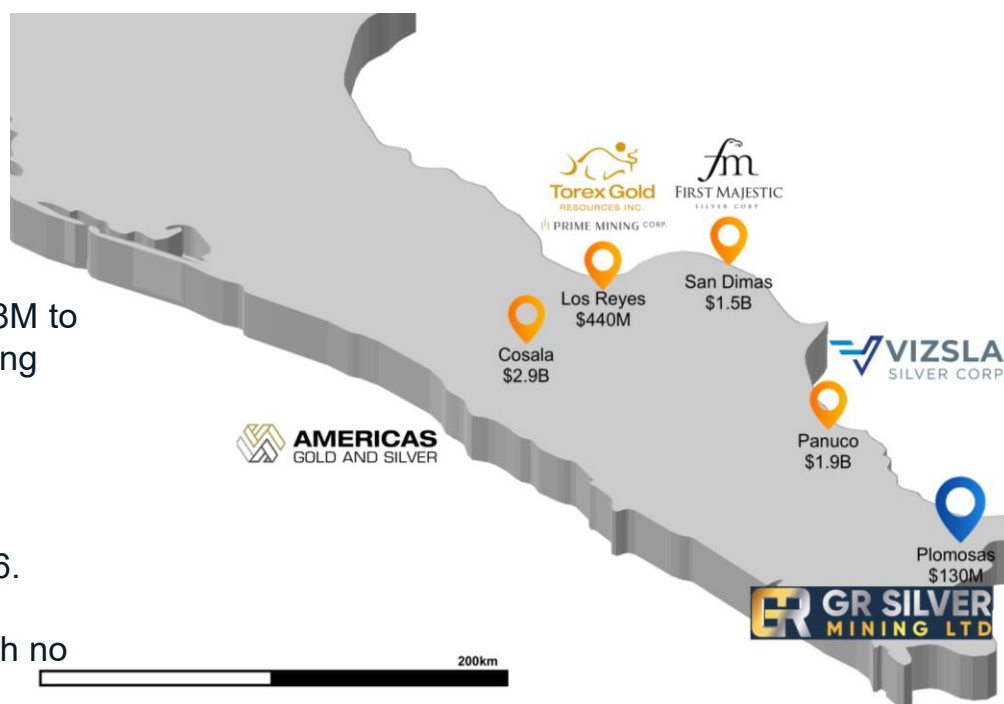 Torex Gold
RESOURCES INC.
PRIME MINING CORP.
fm
FIRST MAJESTIC
SILVER CORP
San Dimas
$1.5B
Los Reyes
$440M
3M to
ng
Cosala
$2.9B
VIZSLA
SILVER CORP
AMERICAS
GOLD AND SILVER
Panuco
$1.9B
6.
Plomosas
$130M
GR SILVER
MINING LTD
h no
200km